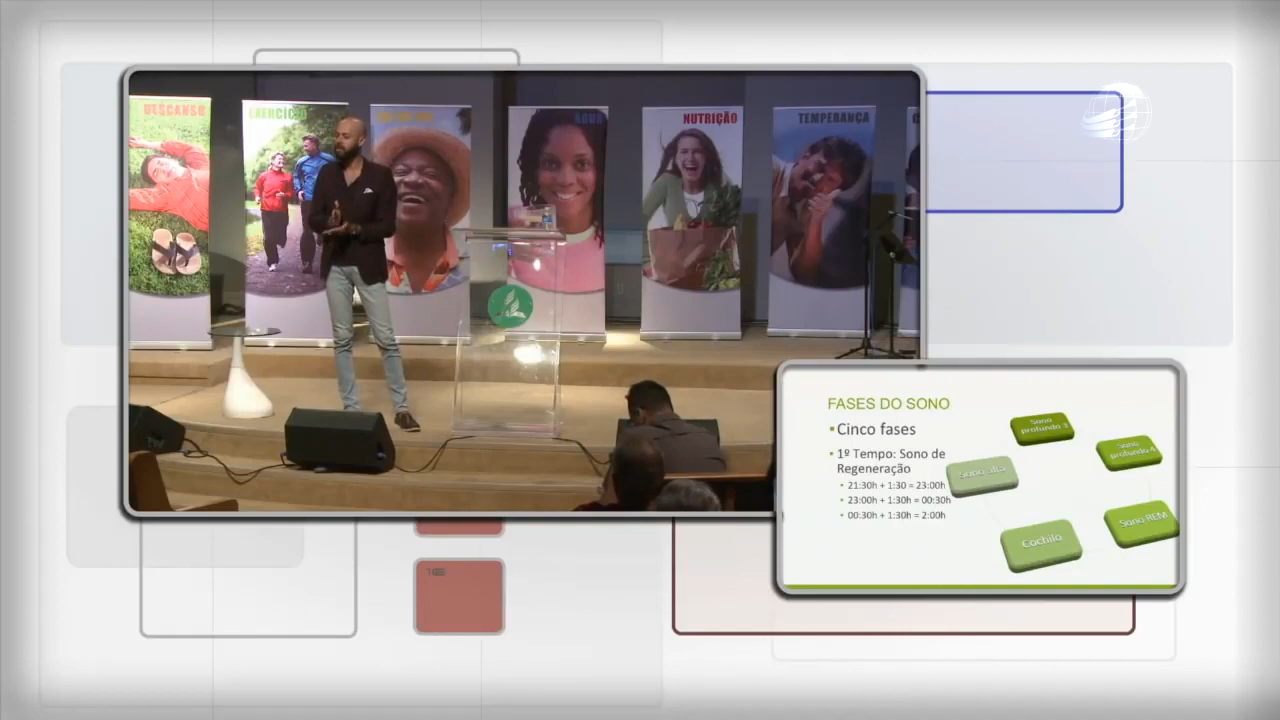 DESCANSO
EXERCÍCIO
NUTRIÇÃO
TEMPERANÇA
FASES DO SONO
Cinco fases
1º Tempo: Sono de
Regeneração
21:30h + 1:30 = 23:00h
23:00h + 1:30h = 00:30h
00:30h + 1:30h = 2:00h
Sono
profundo 3
Sono
profundo 4
Sono REM
Cochilo